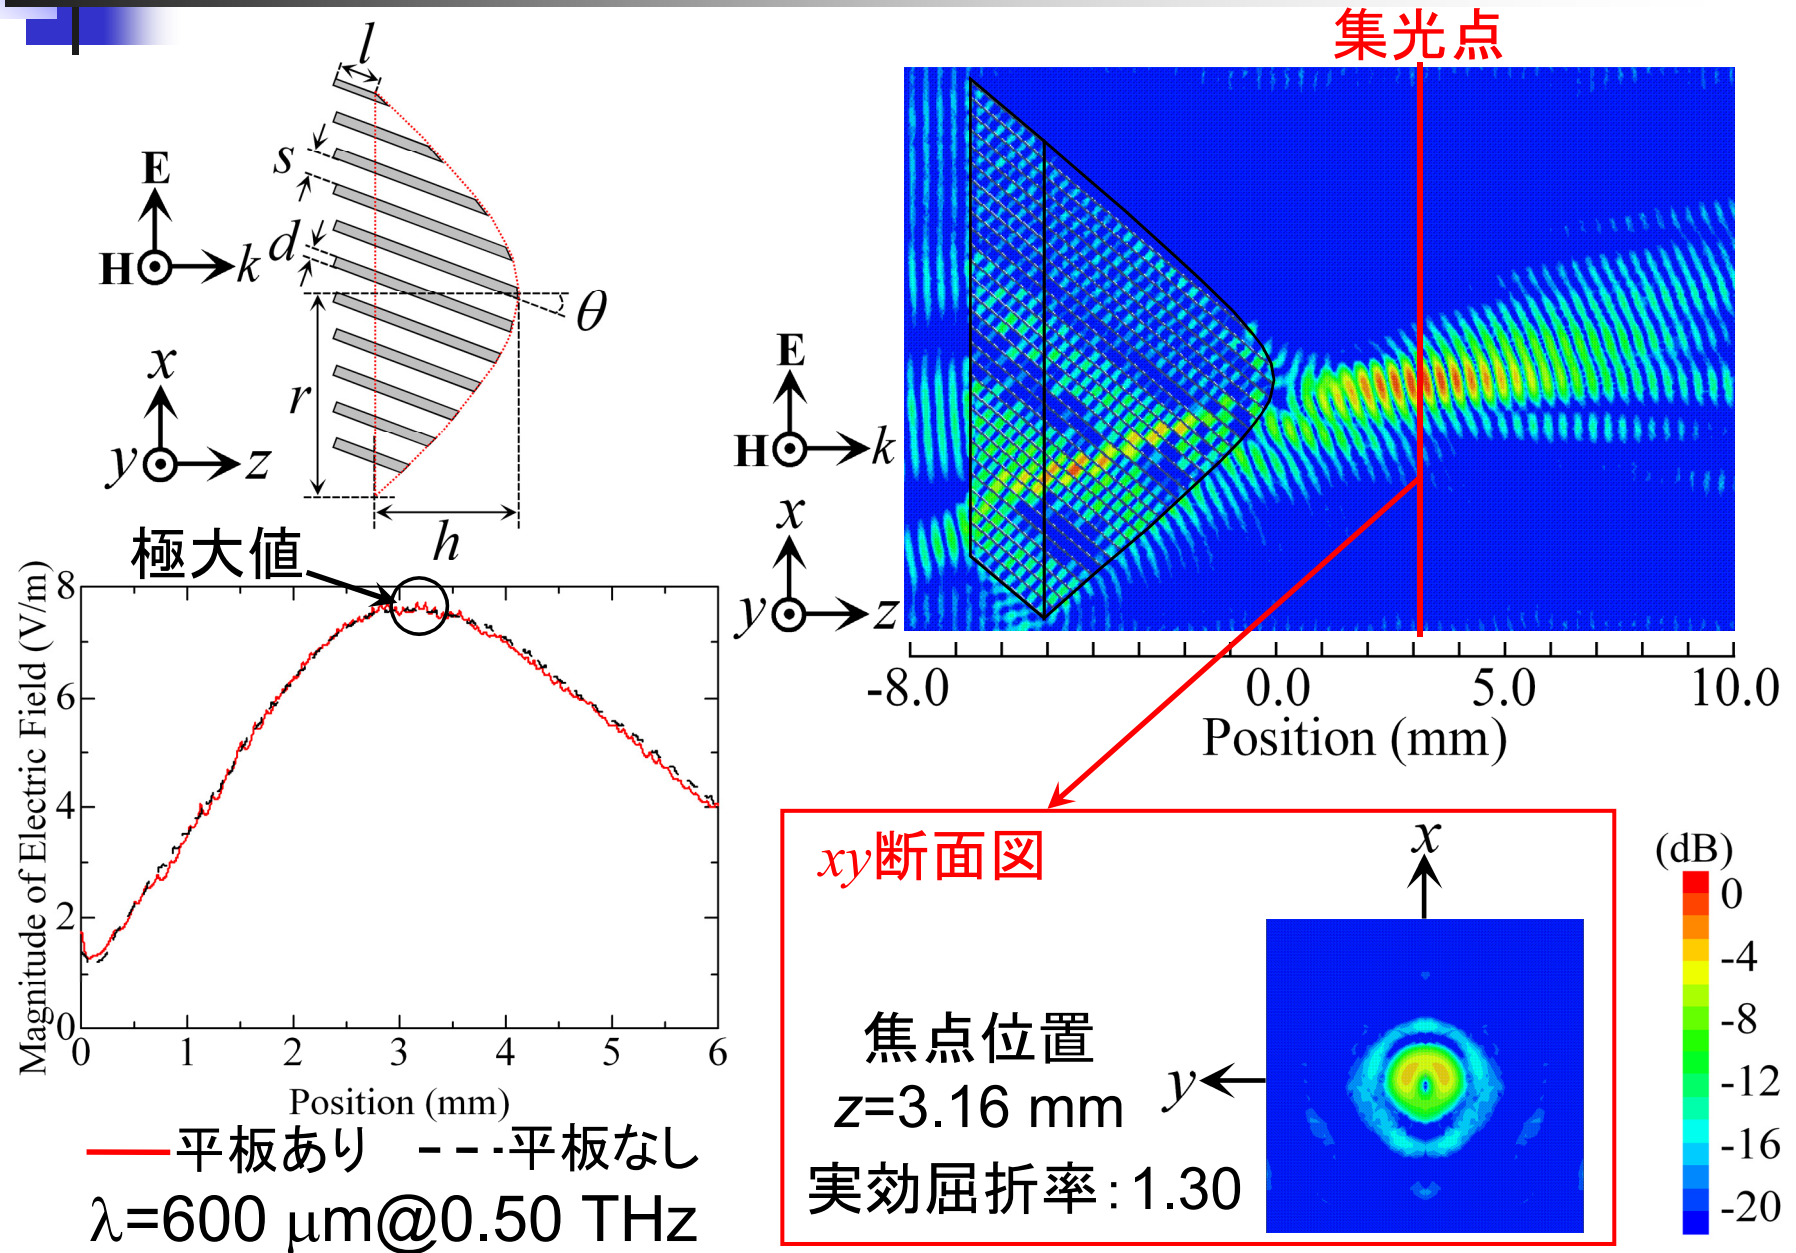 集光点
l
s
d
E
H
k
θ
x
y
z
r
h
E
H
k
x
y
z
-8.0
0.0
5.0
10.0
Position (mm)
極大値
Magnitude of Electric Field (V/m)
8
6
4
2
0
0
1
2
3
4
5
6
Position (mm)
平板あり
平板なし
λ=600 μm@0.50 THz
xy断面図
x
y
焦点位置
z=3.16 mm
実効屈折率：1.30
(dB)
0
-4
-8
-12
-16
-20